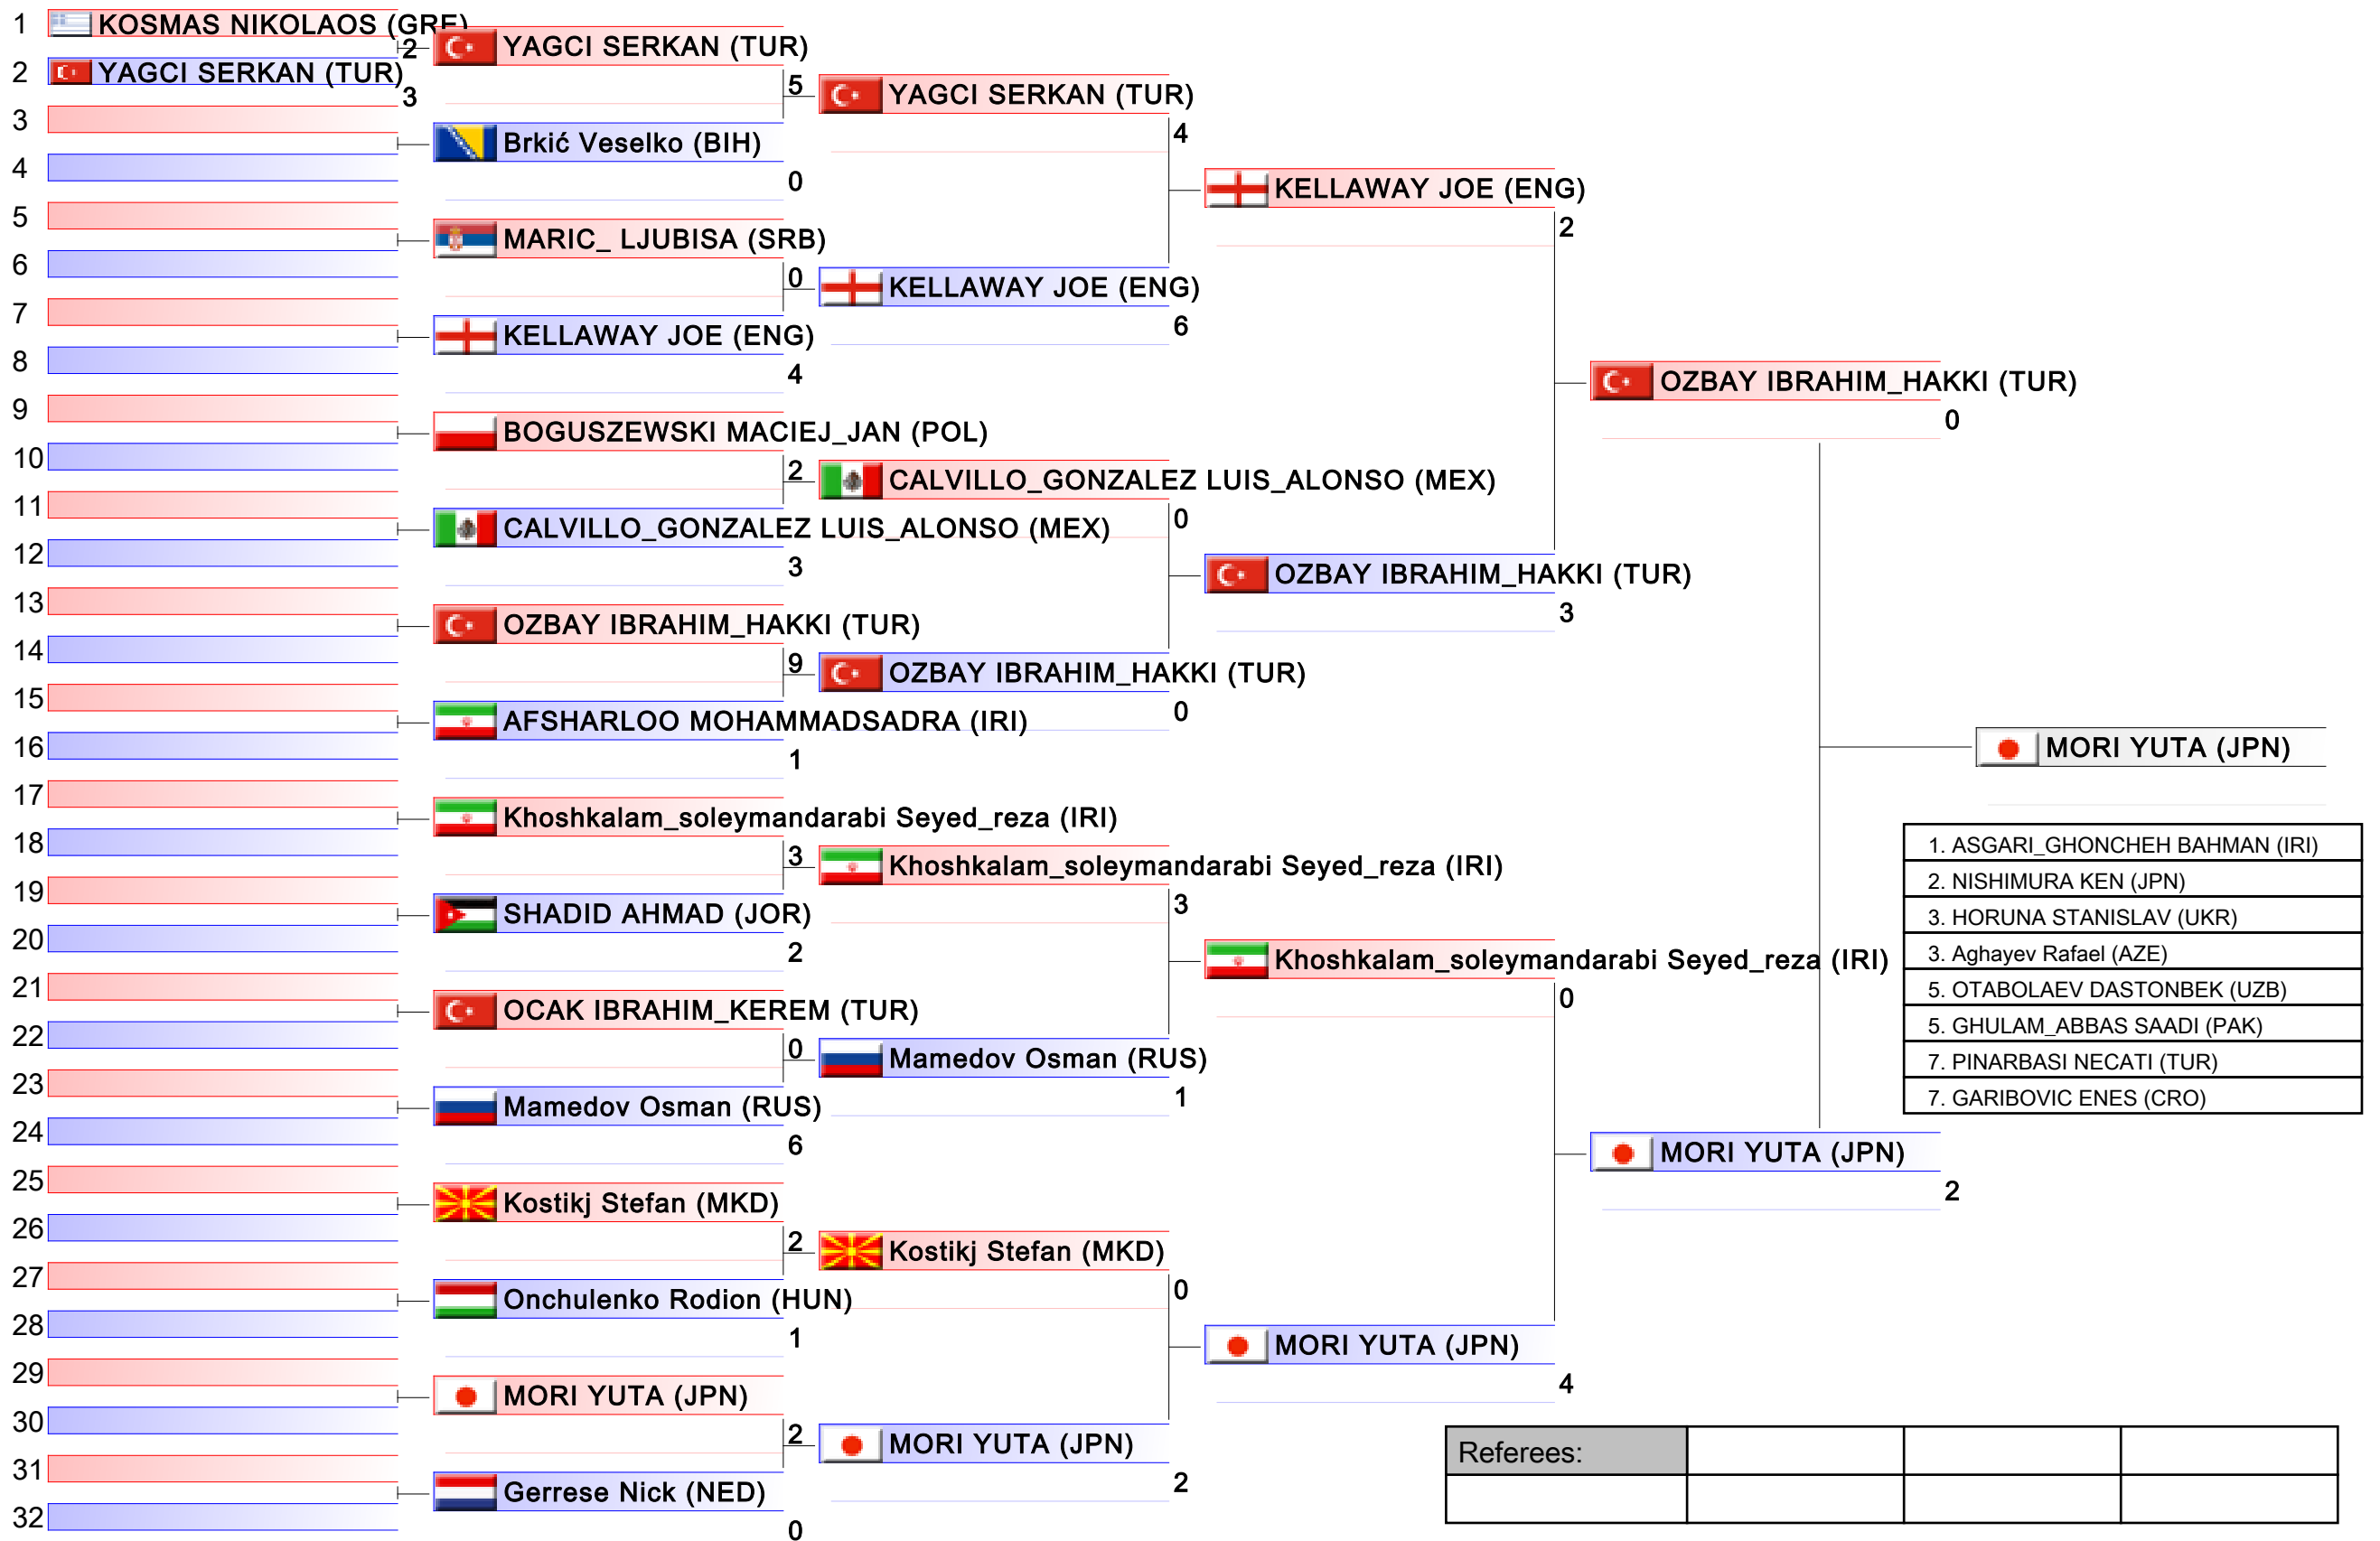 1 KOSMAS NIKOLAOS (GRE)
2
2 YAGCI SERKAN (TUR)
3
3
4
5
6
7
8
9
10
11
12
13
14
15
16
17
18
19
20
21
22
23
24
25
26
27
28
29
30
31
32
YAGCI SERKAN (TUR)
5
Brkić Veselko (BIH)
0
MARIC_ LJUBISA (SRB)
0
KELLAWAY JOE (ENG)
4
BOGUSZEWSKI MACIEJ_JAN (POL)
2
CALVILLO_GONZALEZ LUIS_ALONSO (MEX)
3
OZBAY IBRAHIM_HAKKI (TUR)
9
AFSHARLOO MOHAMMADSADRA (IRI)
1
Khoshkalam_soleymandarabi Seyed_reza (IRI)
3
SHADID AHMAD (JOR)
2
OCAK IBRAHIM_KEREM (TUR)
0
Mamedov Osman (RUS)
6
Kostikj Stefan (MKD)
2
Onchulenko Rodion (HUN)
1
MORI YUTA (JPN)
2
Gerrese Nick (NED)
0
YAGCI SERKAN (TUR)
4
KELLAWAY JOE (ENG)
6
CALVILLO_GONZALEZ LUIS_ALONSO (MEX)
0
OZBAY IBRAHIM_HAKKI (TUR)
0
Khoshkalam_soleymandarabi Seyed_reza (IRI)
3
Mamedov Osman (RUS)
1
Kostikj Stefan (MKD)
0
MORI YUTA (JPN)
2
KELLAWAY JOE (ENG)
2
OZBAY IBRAHIM_HAKKI (TUR)
3
Khoshkalam_soleymandarabi Seyed_reza (IRI)
0
MORI YUTA (JPN)
4
OZBAY IBRAHIM_HAKKI (TUR)
0
MORI YUTA (JPN)
2
MORI YUTA (JPN)
1. ASGARI_GHONCHEH BAHMAN (IRI)
2. NISHIMURA KEN (JPN)
3. HORUNA STANISLAV (UKR)
3. Aghayev Rafael (AZE)
5. OTABOLAEV DASTONBEK (UZB)
5. GHULAM_ABBAS SAADI (PAK)
7. PINARBASI NECATI (TUR)
7. GARIBOVIC ENES (CRO)
Referees: